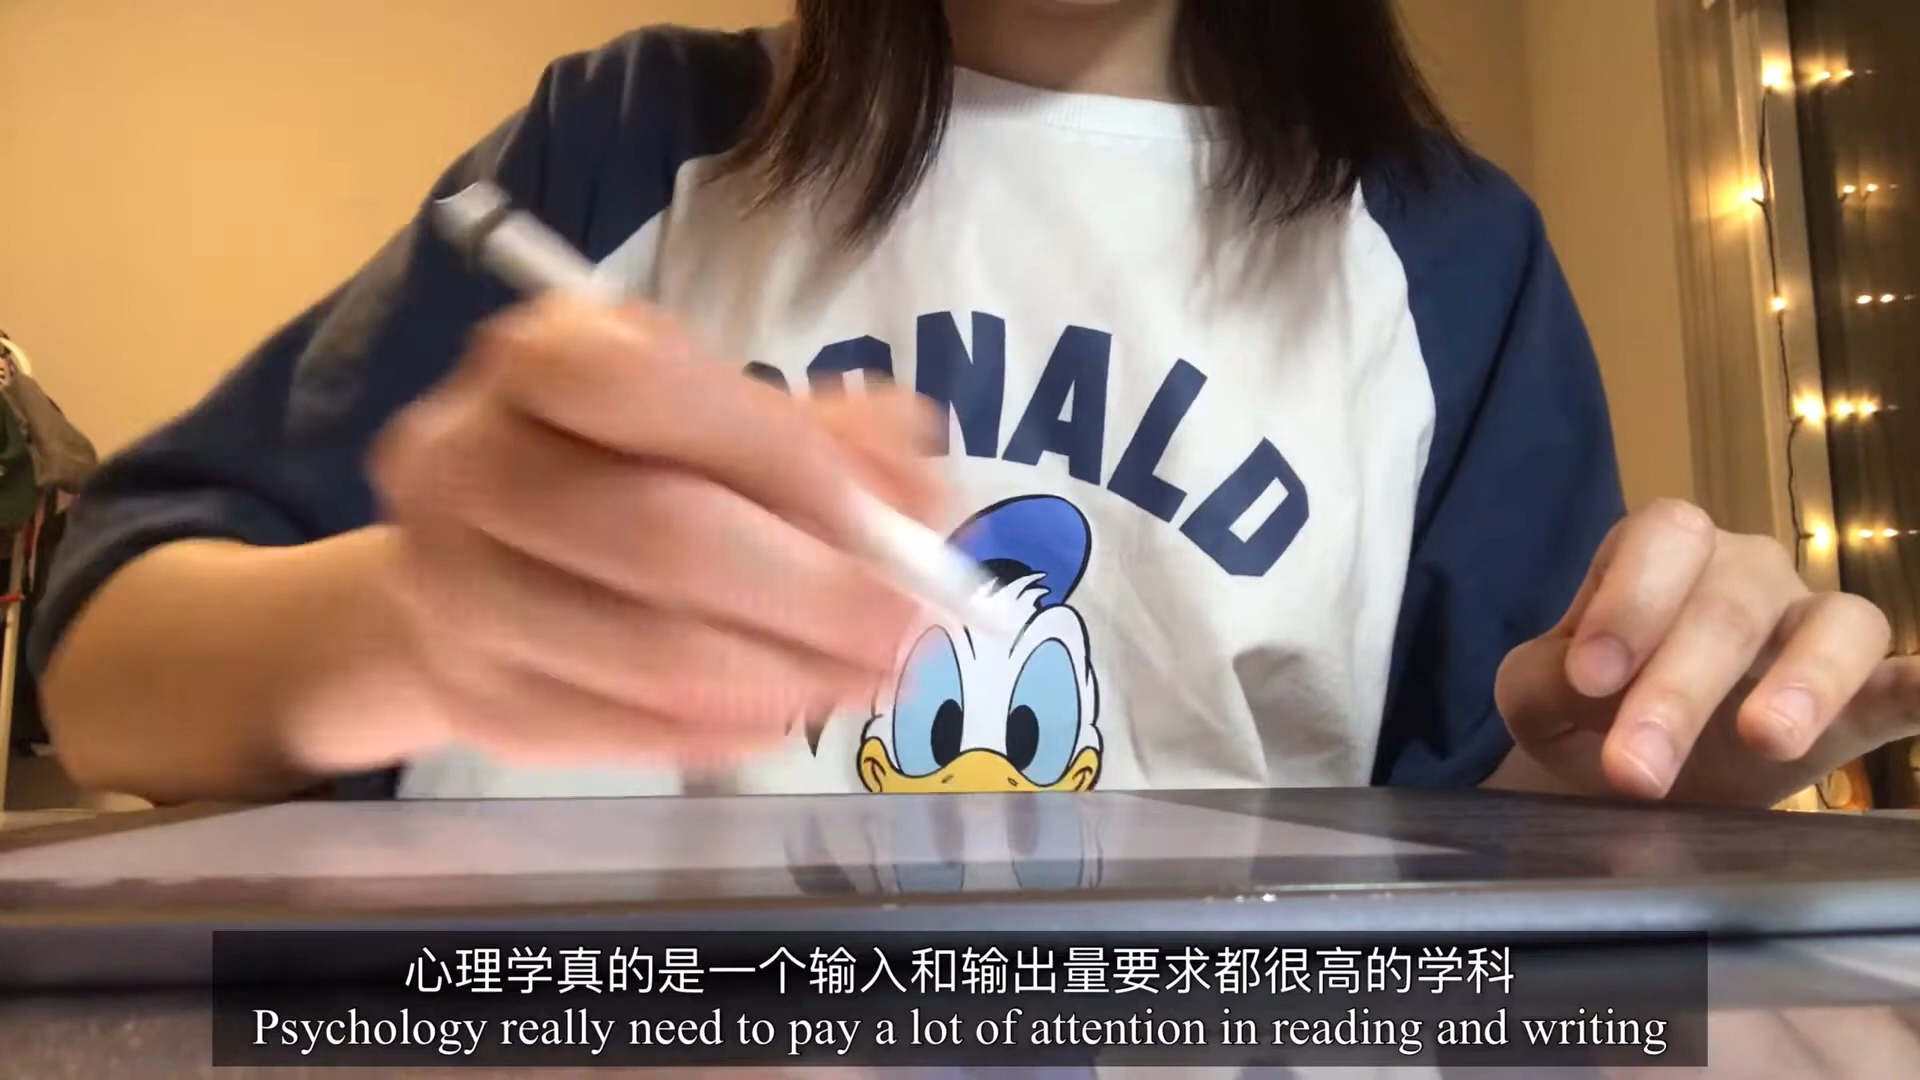 DONALD
心理学真的是一个输入和输出量要求都很高的学科
Psychology really need to pay a lot of attention in reading and writing